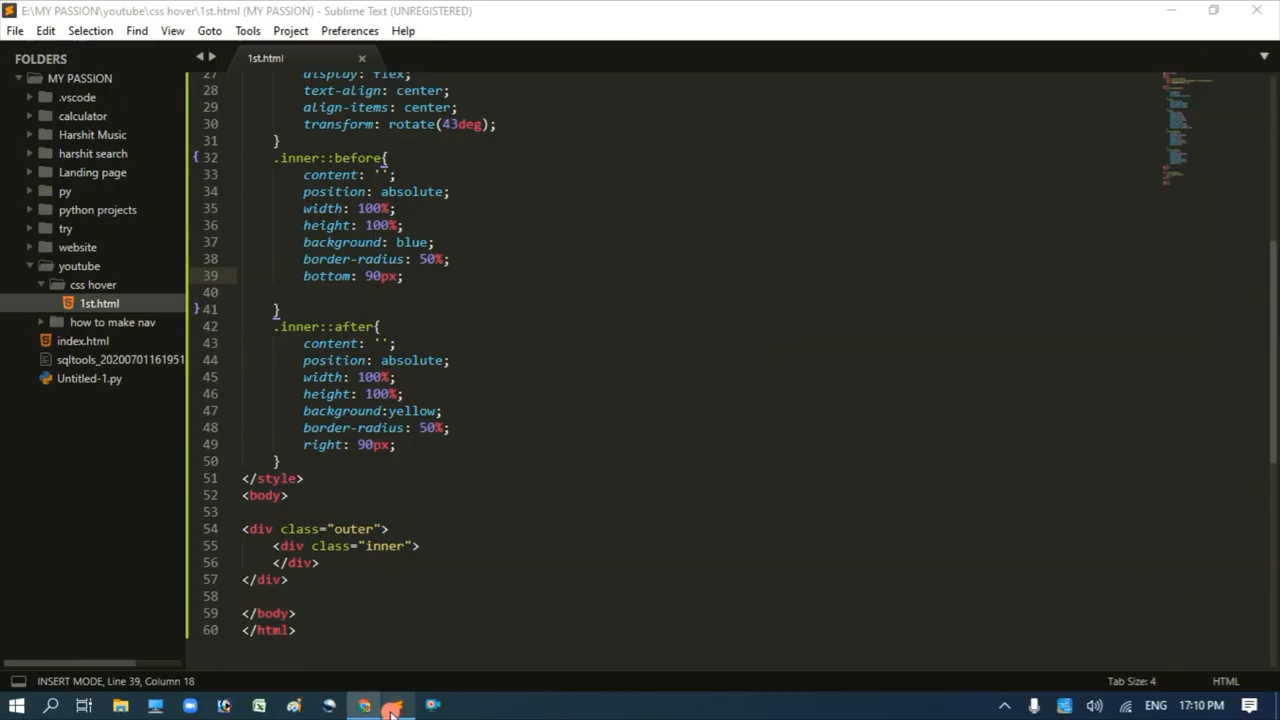 E:\MY PASSION\youtube\css hover\1st.html (MY PASSION) - Sublime Text (UNREGISTERED)
File Edit Selection Find View Goto Tools Project Preferences Help
FOLDERS
MY PASSION
.vscode
calculator
Harshit Music
harshit search
Landing page
py
python projects
try
website
youtube
css hover
1st.html
how to make nav
index.html
sqltools_20200701161951
Untitled-1.py
1st.html
27 display: flex;
28 text-align: center;
29 align-items: center;
30 transform: rotate(43deg);
31 }
32 .inner::before{
33 content: '';
34 position: absolute;
35 width: 100%;
36 height: 100%;
37 background: blue;
38 border-radius: 50%;
39 bottom: 90px;
40
41 }
42 .inner::after{
43 content: '';
44 position: absolute;
45 width: 100%;
46 height: 100%;
47 background:yellow;
48 border-radius: 50%;
49 right: 90px;
50 }
51 </style>
52 <body>
53
54 <div class="outer">
55 <div class="inner">
56 </div>
57 </div>
58
59 </body>
60 </html>
INSERT MODE, Line 39, Column 18 Tab Size: 4 HTML
ENG 17:10 PM